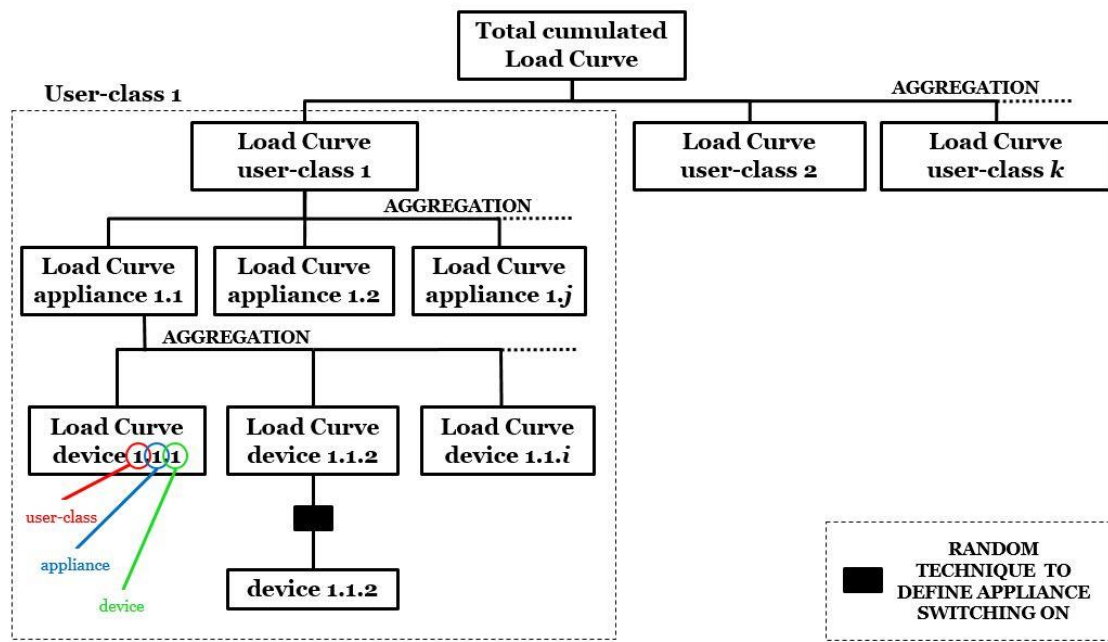 Total cumulated
Load Curve
AGGREGATION
User-class 1
Load Curve
user-class 1
Load Curve
user-class 2
Load Curve
user-class k
AGGREGATION
Load Curve
appliance 1.1
Load Curve
appliance 1.2
Load Curve
appliance 1.j
AGGREGATION
Load Curve
device 1.1.1
Load Curve
device 1.1.2
Load Curve
device 1.1.i
user-class
appliance
device
device 1.1.2
RANDOM
TECHNIQUE TO
DEFINE APPLIANCE
SWITCHING ON